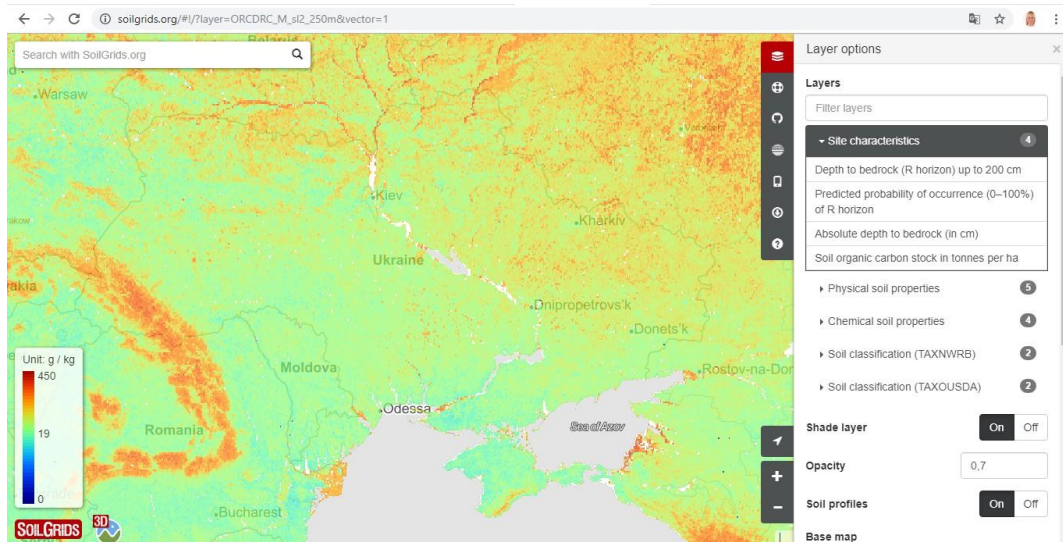 soilgrids.org/#!/?layer=ORCDRC_M_sl2_250m&vector=1
Layer options
Search with SoilGrids.org
Belarus
Warsaw
Layers
Filter layers
Site characteristics 4
Depth to bedrock (R horizon) up to 200 cm
Predicted probability of occurrence (0–100%)
of R horizon
Absolute depth to bedrock (in cm)
Soil organic carbon stock in tonnes per ha
Physical soil properties 5
Chemical soil properties 4
Soil classification (TAXNWRB) 2
Soil classification (TAXOUSDA) 2
Shade layer On Off
Opacity 0,7
Soil profiles On Off
Base map
Kiev
Kharkiv
Ukraine
Dnipropetrovs'k
Donets'k
Moldova
Rostov-na-Don
Odessa
Sea of Azov
Romania
Bucharest
Unit: g / kg
450
19
0
SOILGRIDS
3D